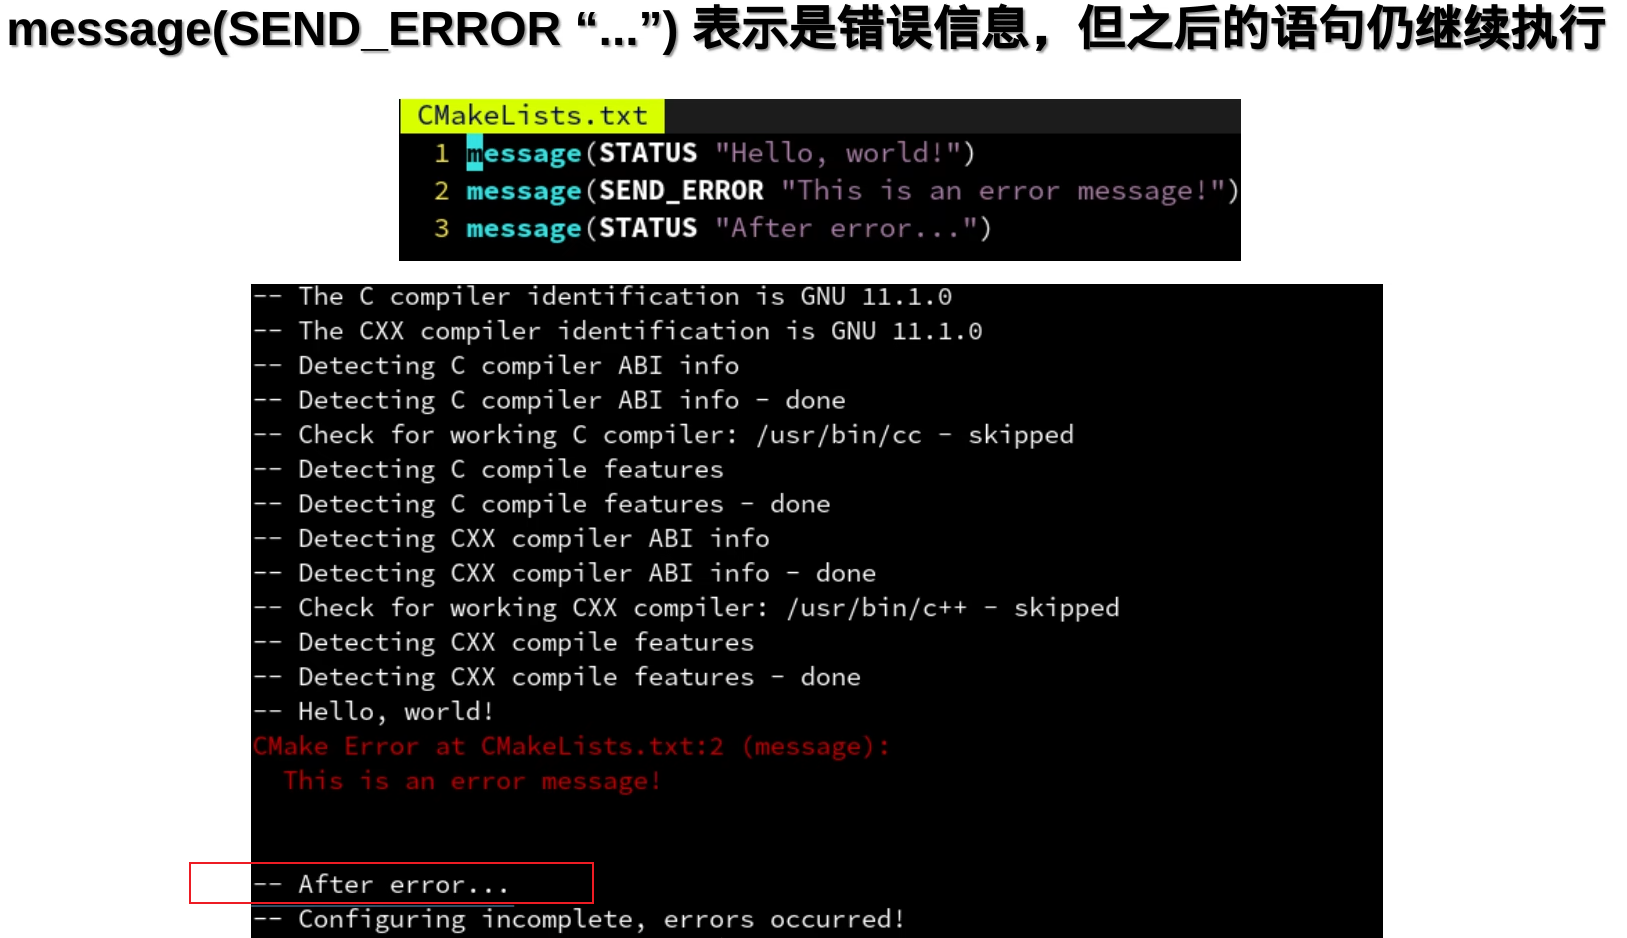 message(SEND_ERROR “...”) 表示是错误信息，但之后的语句仍继续执行
CMakeLists.txt
1 message(STATUS "Hello, world!")
2 message(SEND_ERROR "This is an error message!")
3 message(STATUS "After error...")
-- The C compiler identification is GNU 11.1.0
-- The CXX compiler identification is GNU 11.1.0
-- Detecting C compiler ABI info
-- Detecting C compiler ABI info - done
-- Check for working C compiler: /usr/bin/cc - skipped
-- Detecting C compile features
-- Detecting C compile features - done
-- Detecting CXX compiler ABI info
-- Detecting CXX compiler ABI info - done
-- Check for working CXX compiler: /usr/bin/c++ - skipped
-- Detecting CXX compile features
-- Detecting CXX compile features - done
-- Hello, world!
CMake Error at CMakeLists.txt:2 (message):
  This is an error message!
-- After error...
-- Configuring incomplete, errors occurred!